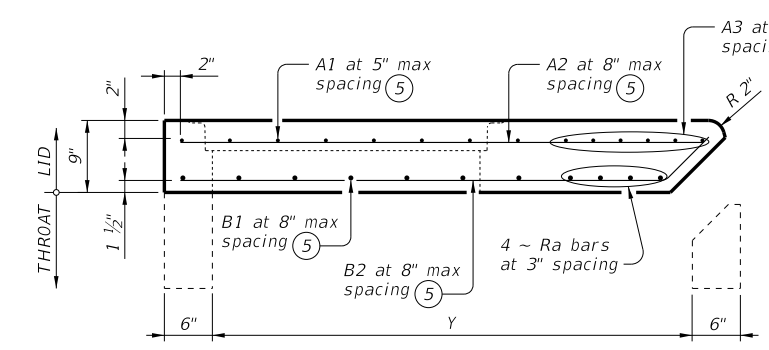 A3 at
spaci
2"
A1 at 5" max
spacing 5
A2 at 8" max
spacing 5
R 2"
2"
LID
9"
THROAT
1 1/2"
B1 at 8" max
spacing 5
B2 at 8" max
spacing 5
4 ~ Ra bars
at 3" spacing
6"
Y
6"